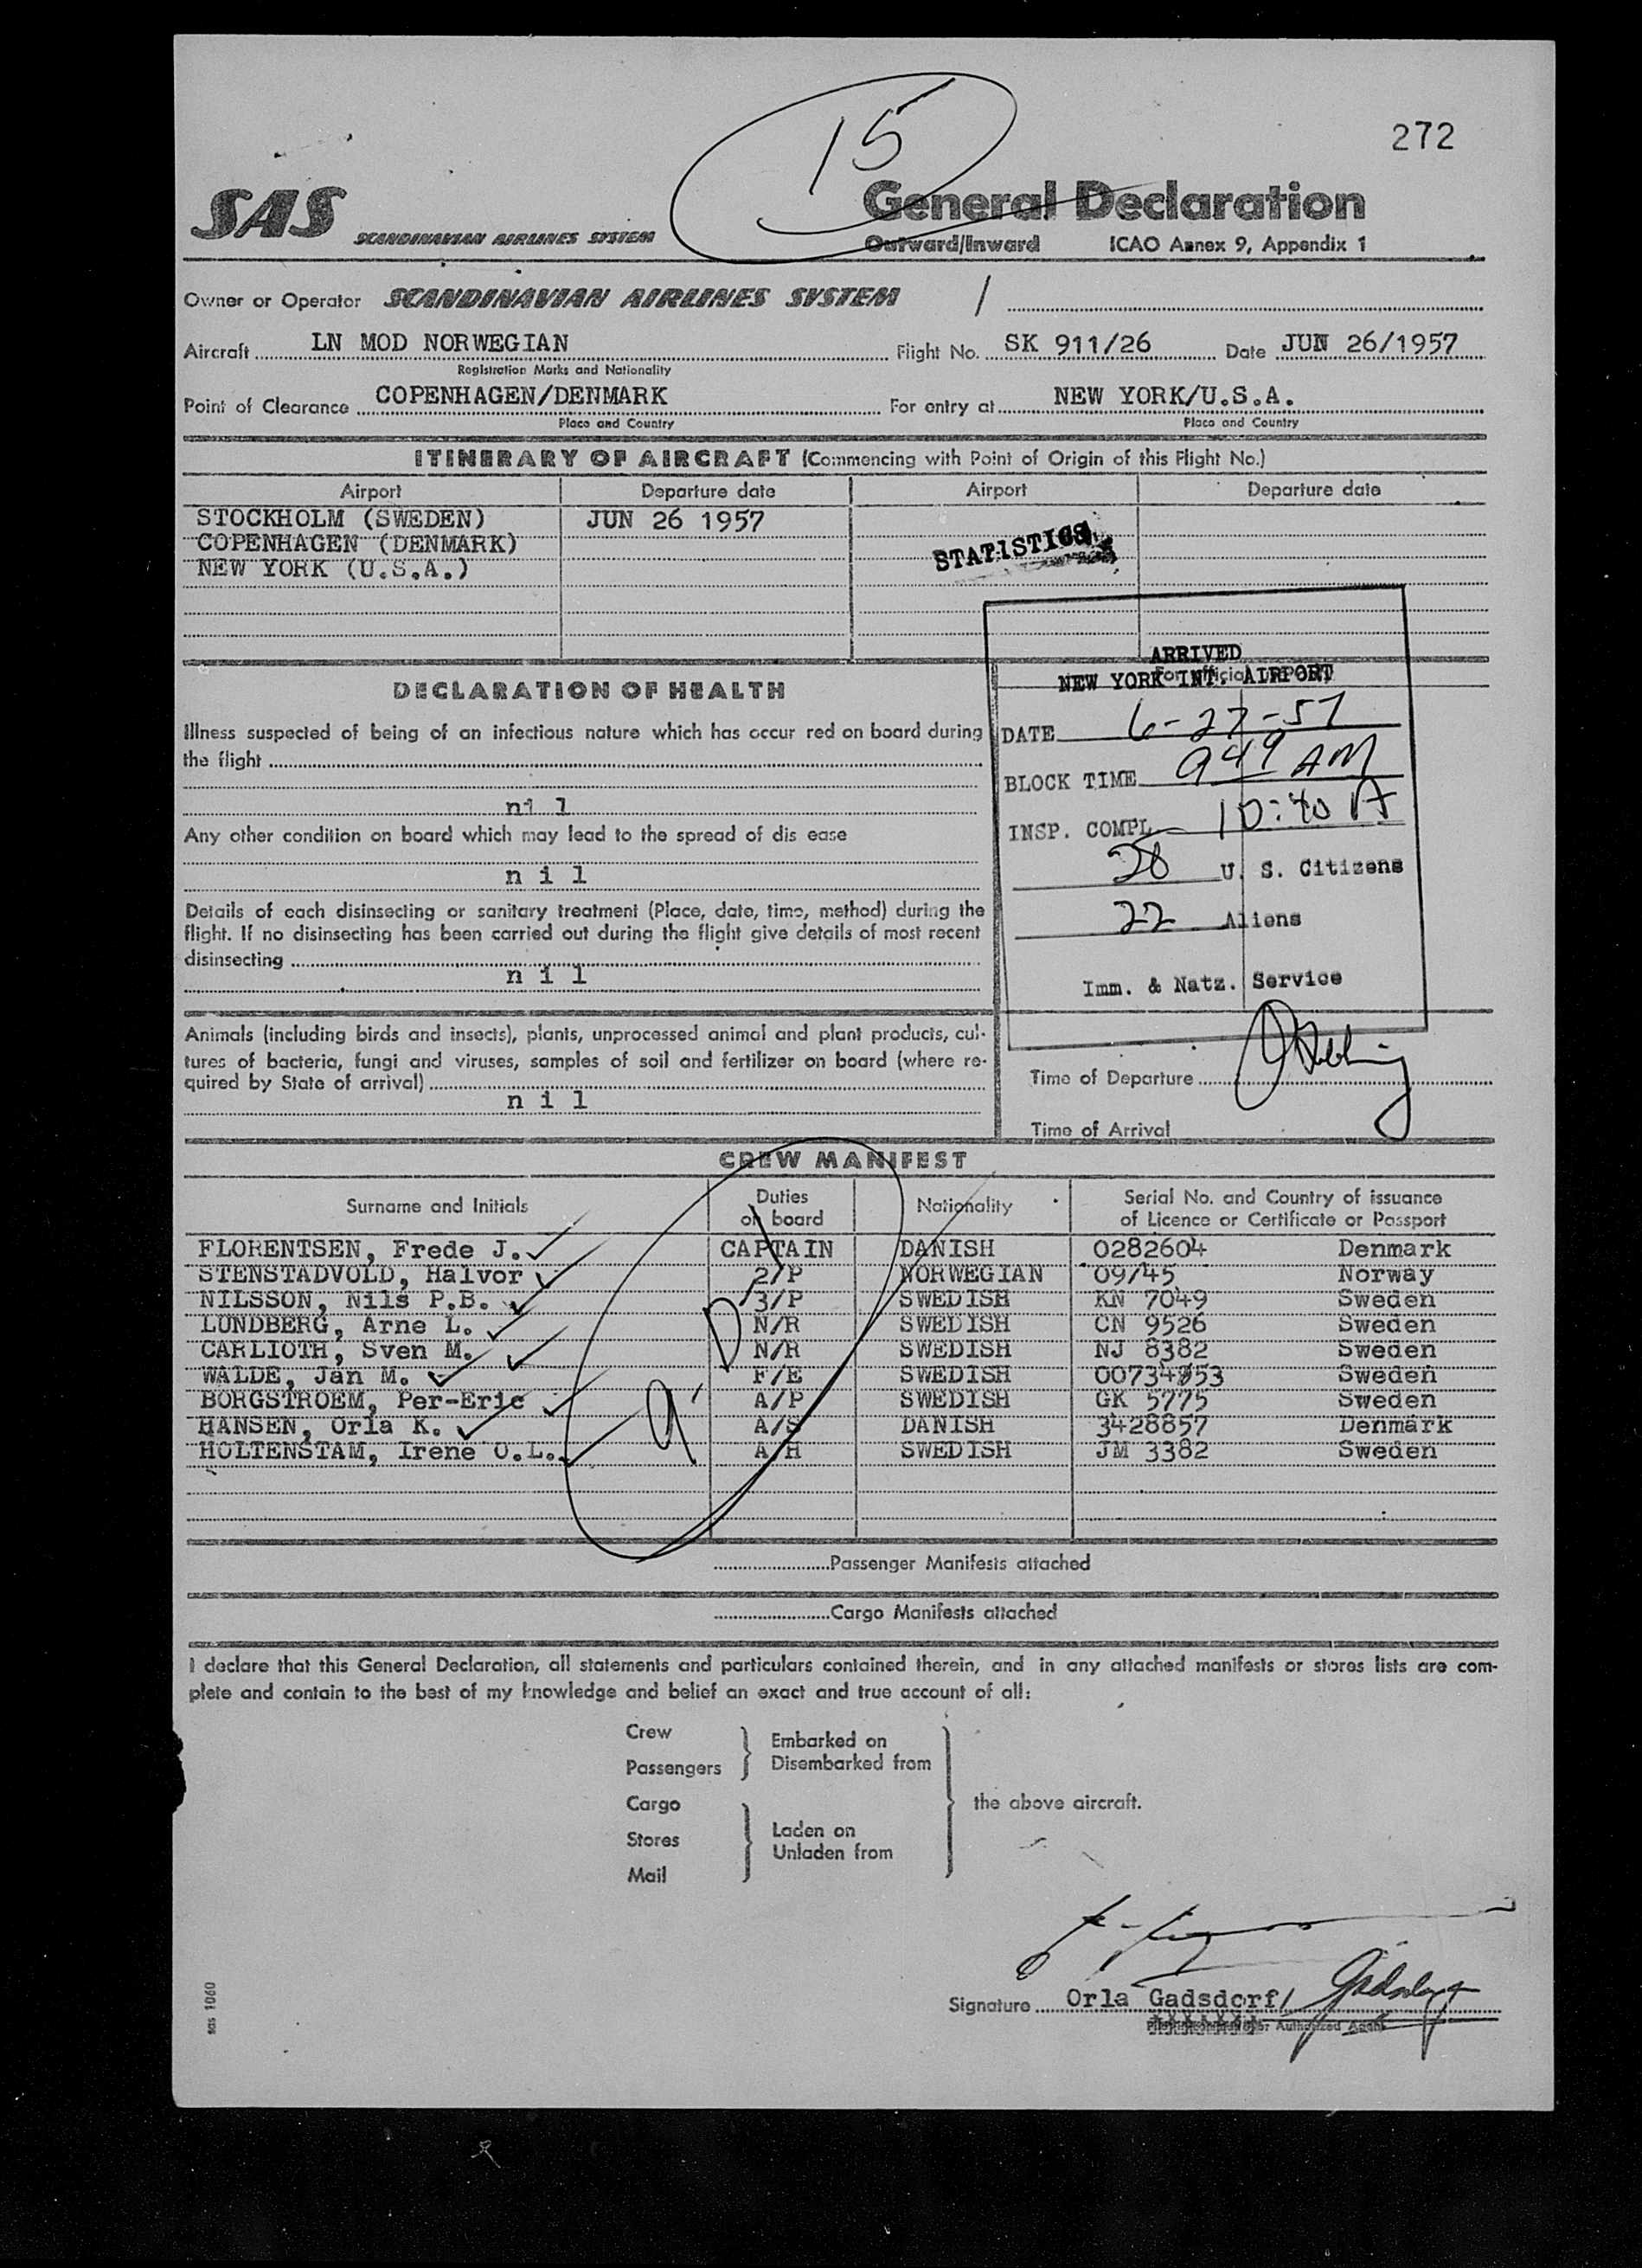 15
272
SAS SCANDINAVIAN AIRLINES SYSTEM
General Declaration
Outward/Inward ICAO Annex 9, Appendix 1
Owner or Operator SCANDINAVIAN AIRLINES SYSTEM /
Aircraft LN MOD NORWEGIAN Flight No. SK 911/26 Date JUN 26/1957
Registration Marks and Nationality
Point of Clearance COPENHAGEN/DENMARK For entry at NEW YORK/U.S.A.
Place and Country Place and Country
ITINERARY OF AIRCRAFT (Commencing with Point of Origin of this Flight No.)
Airport Departure date Airport Departure date
STOCKHOLM (SWEDEN) JUN 26 1957
COPENHAGEN (DENMARK)
NEW YORK (U.S.A.)
STATISTICS
DECLARATION OF HEALTH
Illness suspected of being of an infectious nature which has occur red on board during
the flight
nil
Any other condition on board which may lead to the spread of dis ease
n i l
Details of each disinsecting or sanitary treatment (Place, date, time, method) during the
flight. If no disinsecting has been carried out during the flight give details of most recent
disinsecting
n i l
Animals (including birds and insects), plants, unprocessed animal and plant products, cul-
tures of bacteria, fungi and viruses, samples of soil and fertilizer on board (where re-
quired by State of arrival)
n i l
ARRIVED
NEW YORK INT. AIRPORT
DATE 6-27-57
BLOCK TIME 949 AM
INSP. COMPL. 10:40 A
28 U. S. Citizens
22 Aliens
Imm. & Natz. Service
Time of Departure
Time of Arrival
CREW MANIFEST
Surname and Initials Duties on board Nationality Serial No. and Country of issuance of Licence or Certificate or Passport
FLORENTSEN, Frede J. CAPTAIN DANISH 0282604 Denmark
STENSTADVOLD, Halvor 2/P NORWEGIAN 09/45 Norway
NILSSON, Nils P.B. 3/P SWEDISH KN 7049 Sweden
LUNDBERG, Arne L. N/R SWEDISH CN 9526 Sweden
CARLIOTH, Sven M. N/R SWEDISH NJ 8382 Sweden
WALDE, Jan M. F/E SWEDISH Sweden
BORGSTROEM, Per-Eric A/P SWEDISH GK 5775 Sweden
HANSEN, Orla K. A/S DANISH 3428857 Denmark
HOLTENSTAM, Irene U.L. A/H SWEDISH JM 3382 Sweden
Passenger Manifests attached
Cargo Manifests attached
I declare that this General Declaration, all statements and particulars contained therein, and in any attached manifests or stores lists are com-
plete and contain to the best of my knowledge and belief an exact and true account of all:
Crew
Passengers
Embarked on
Disembarked from
Cargo
Stores
Mail
Laden on
Unladen from
the above aircraft.
Signature Orla Gadsdorf/
Authorized Agent
sas 1060